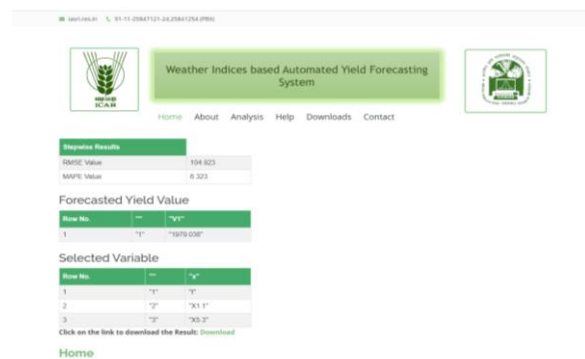 iasri.res.in 91-11-25847121-24,25841254 (PBX)
Weather Indices based Automated Yield Forecasting
System
ICAR
Home About Analysis Help Downloads Contact
Stepwise Results
RMSE Value 104.923
MAPE Value 6.323
Forecasted Yield Value
Row No. "" "V1"
1 "1" "1979.038"
Selected Variable
Row No. "" "x"
1 "1"
2 "2" "X1.1"
3 "3" "X5.3"
Click on the link to download the Result: Download
Home